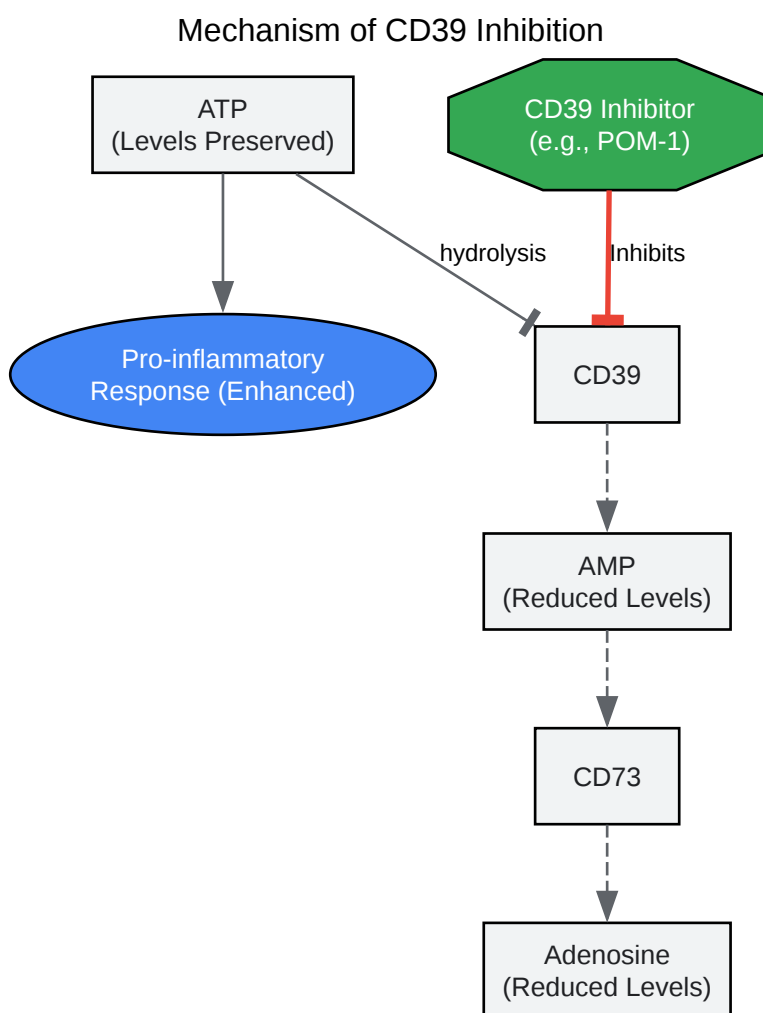 Mechanism of CD39 Inhibition
ATP
(Levels Preserved)
CD39 Inhibitor
(e.g., POM-1)
hydrolysis
Inhibits
Pro-inflammatory
Response (Enhanced)
CD39
AMP
(Reduced Levels)
CD73
Adenosine
(Reduced Levels)